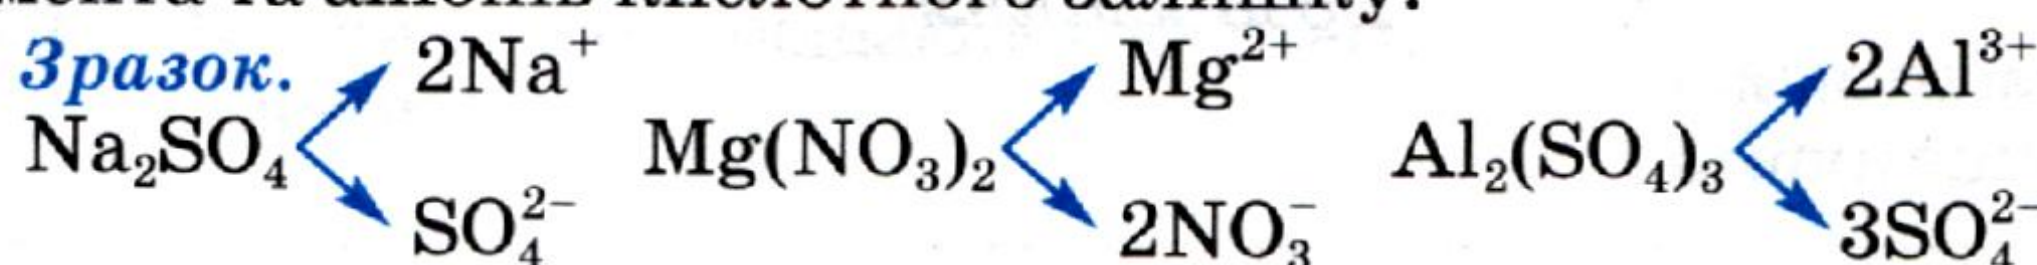 Зразок.
2Na⁺ Mg²⁺ 2Al³⁺
Na₂SO₄ Mg(NO₃)₂ Al₂(SO₄)₃
SO₄²⁻ 2NO₃⁻ 3SO₄²⁻